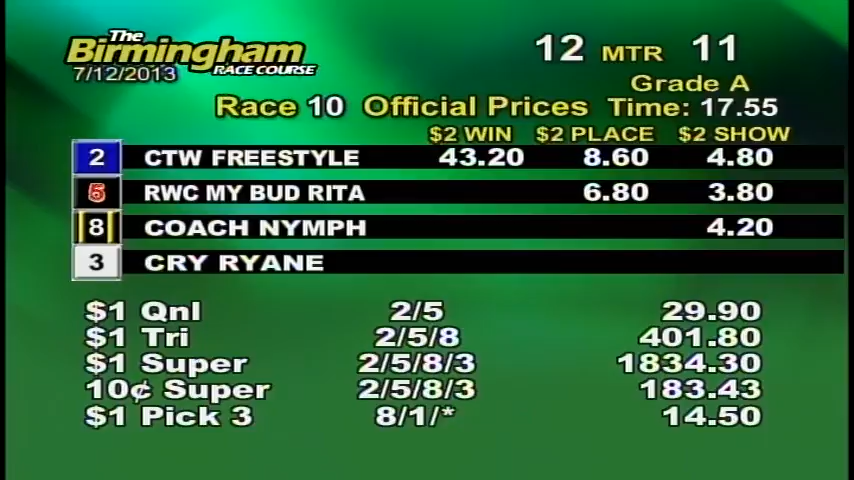 The
Birmingham
RACE COURSE
7/12/2013
12 MTR 11
Grade A
Race 10 Official Prices Time: 17.55
$2 WIN $2 PLACE $2 SHOW
2 CTW FREESTYLE 43.20 8.60 4.80
5 RWC MY BUD RITA 6.80 3.80
8 COACH NYMPH 4.20
3 CRY RYANE
$1 Qnl 2/5 29.90
$1 Tri 2/5/8 401.80
$1 Super 2/5/8/3 1834.30
10¢ Super 2/5/8/3 183.43
$1 Pick 3 8/1/* 14.50